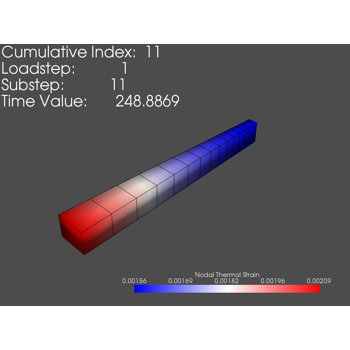 Cumulative Index: 11
Loadstep: 1
Substep: 11
Time Value: 248.8869
Nodal Thermal Strain
0.00156 0.00169 0.00182 0.00196 0.00209